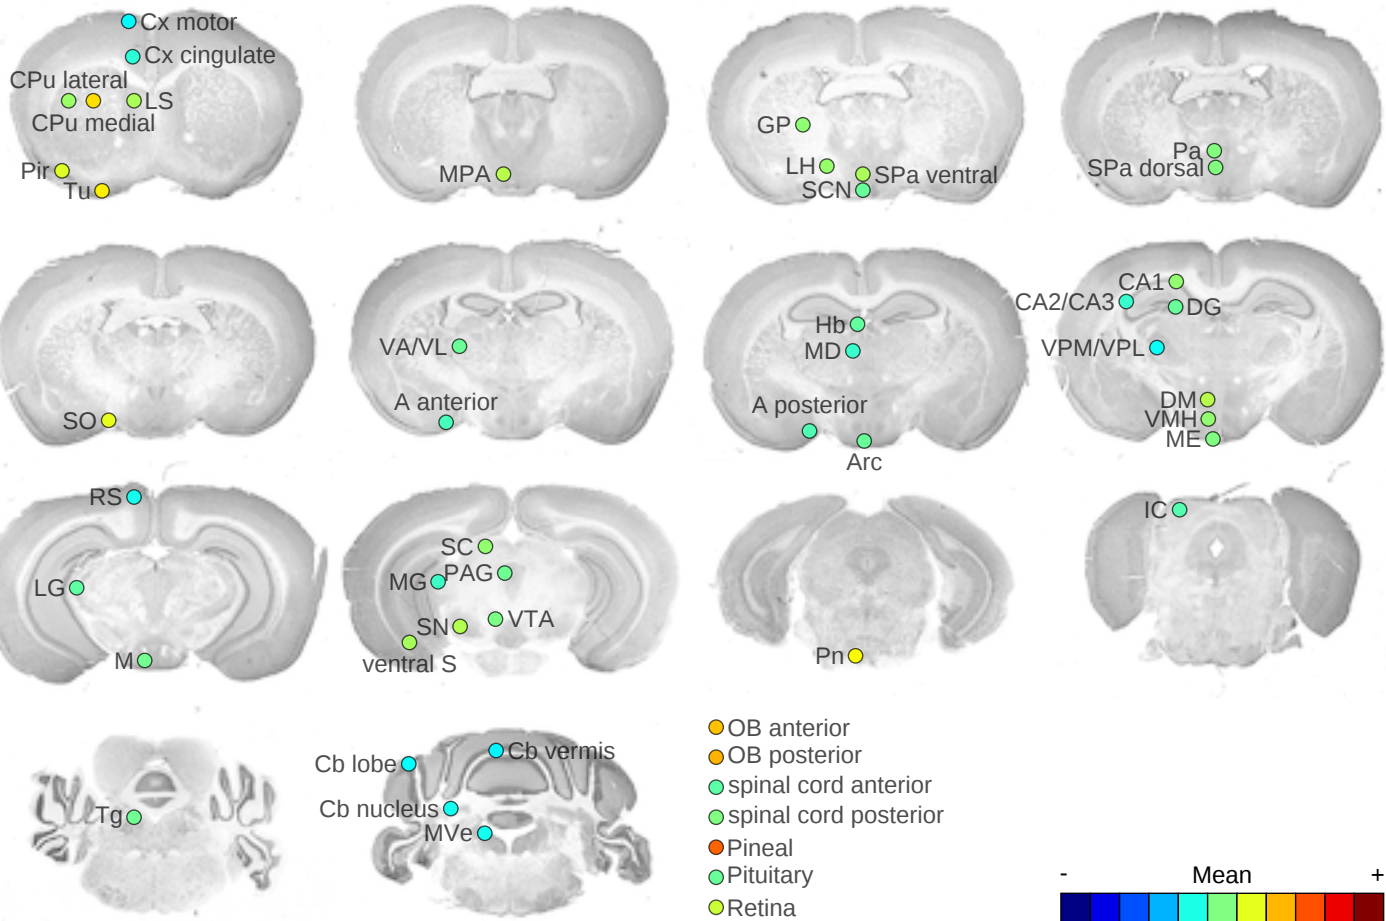 Cx motor
Cx cingulate
CPu lateral
LS
CPu medial
Pir
Tu
MPA
GP
LH
SPa ventral
SCN
Pa
SPa dorsal
SO
VA/VL
A anterior
Hb
MD
A posterior
Arc
CA1
CA2/CA3
DG
VPM/VPL
DM
VMH
ME
RS
LG
M
SC
MG
PAG
SN
VTA
ventral S
Pn
IC
Tg
Cb lobe
Cb vermis
Cb nucleus
MVe
OB anterior
OB posterior
spinal cord anterior
spinal cord posterior
Pineal
Pituitary
Retina
- Mean +